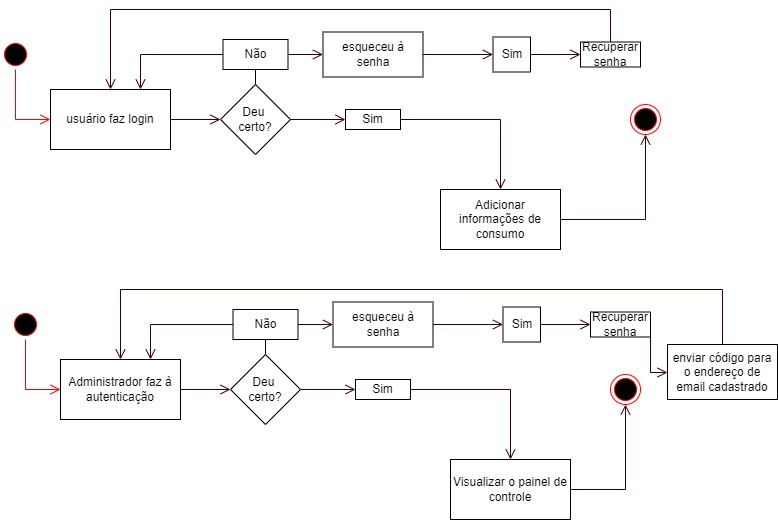 Não
esqueceu à
senha
Sim
Recuperar
senha
usuário faz login
Deu
certo?
Sim
Adicionar
informações de
consumo
Não
esqueceu à
senha
Sim
Recuperar
senha
enviar código para
o endereço de
email cadastrado
Administrador faz à
autenticação
Deu
certo?
Sim
Visualizar o painel de
controle